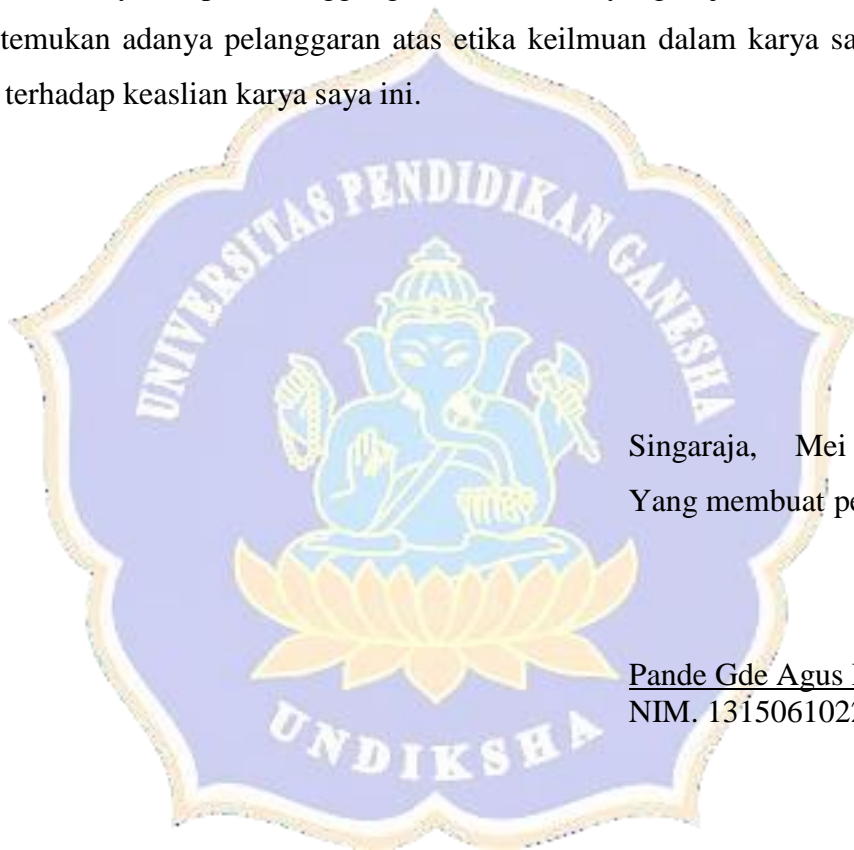 temukan adanya pelanggaran atas etika keilmuan dalam karya
terhadap keaslian karya saya ini.
UNIVERSITAS PENDIDIKAN GANESHA
Singaraja, Mei
Yang membuat
Pande Gde Agus
NIM. 131506102
UNDIKSHA